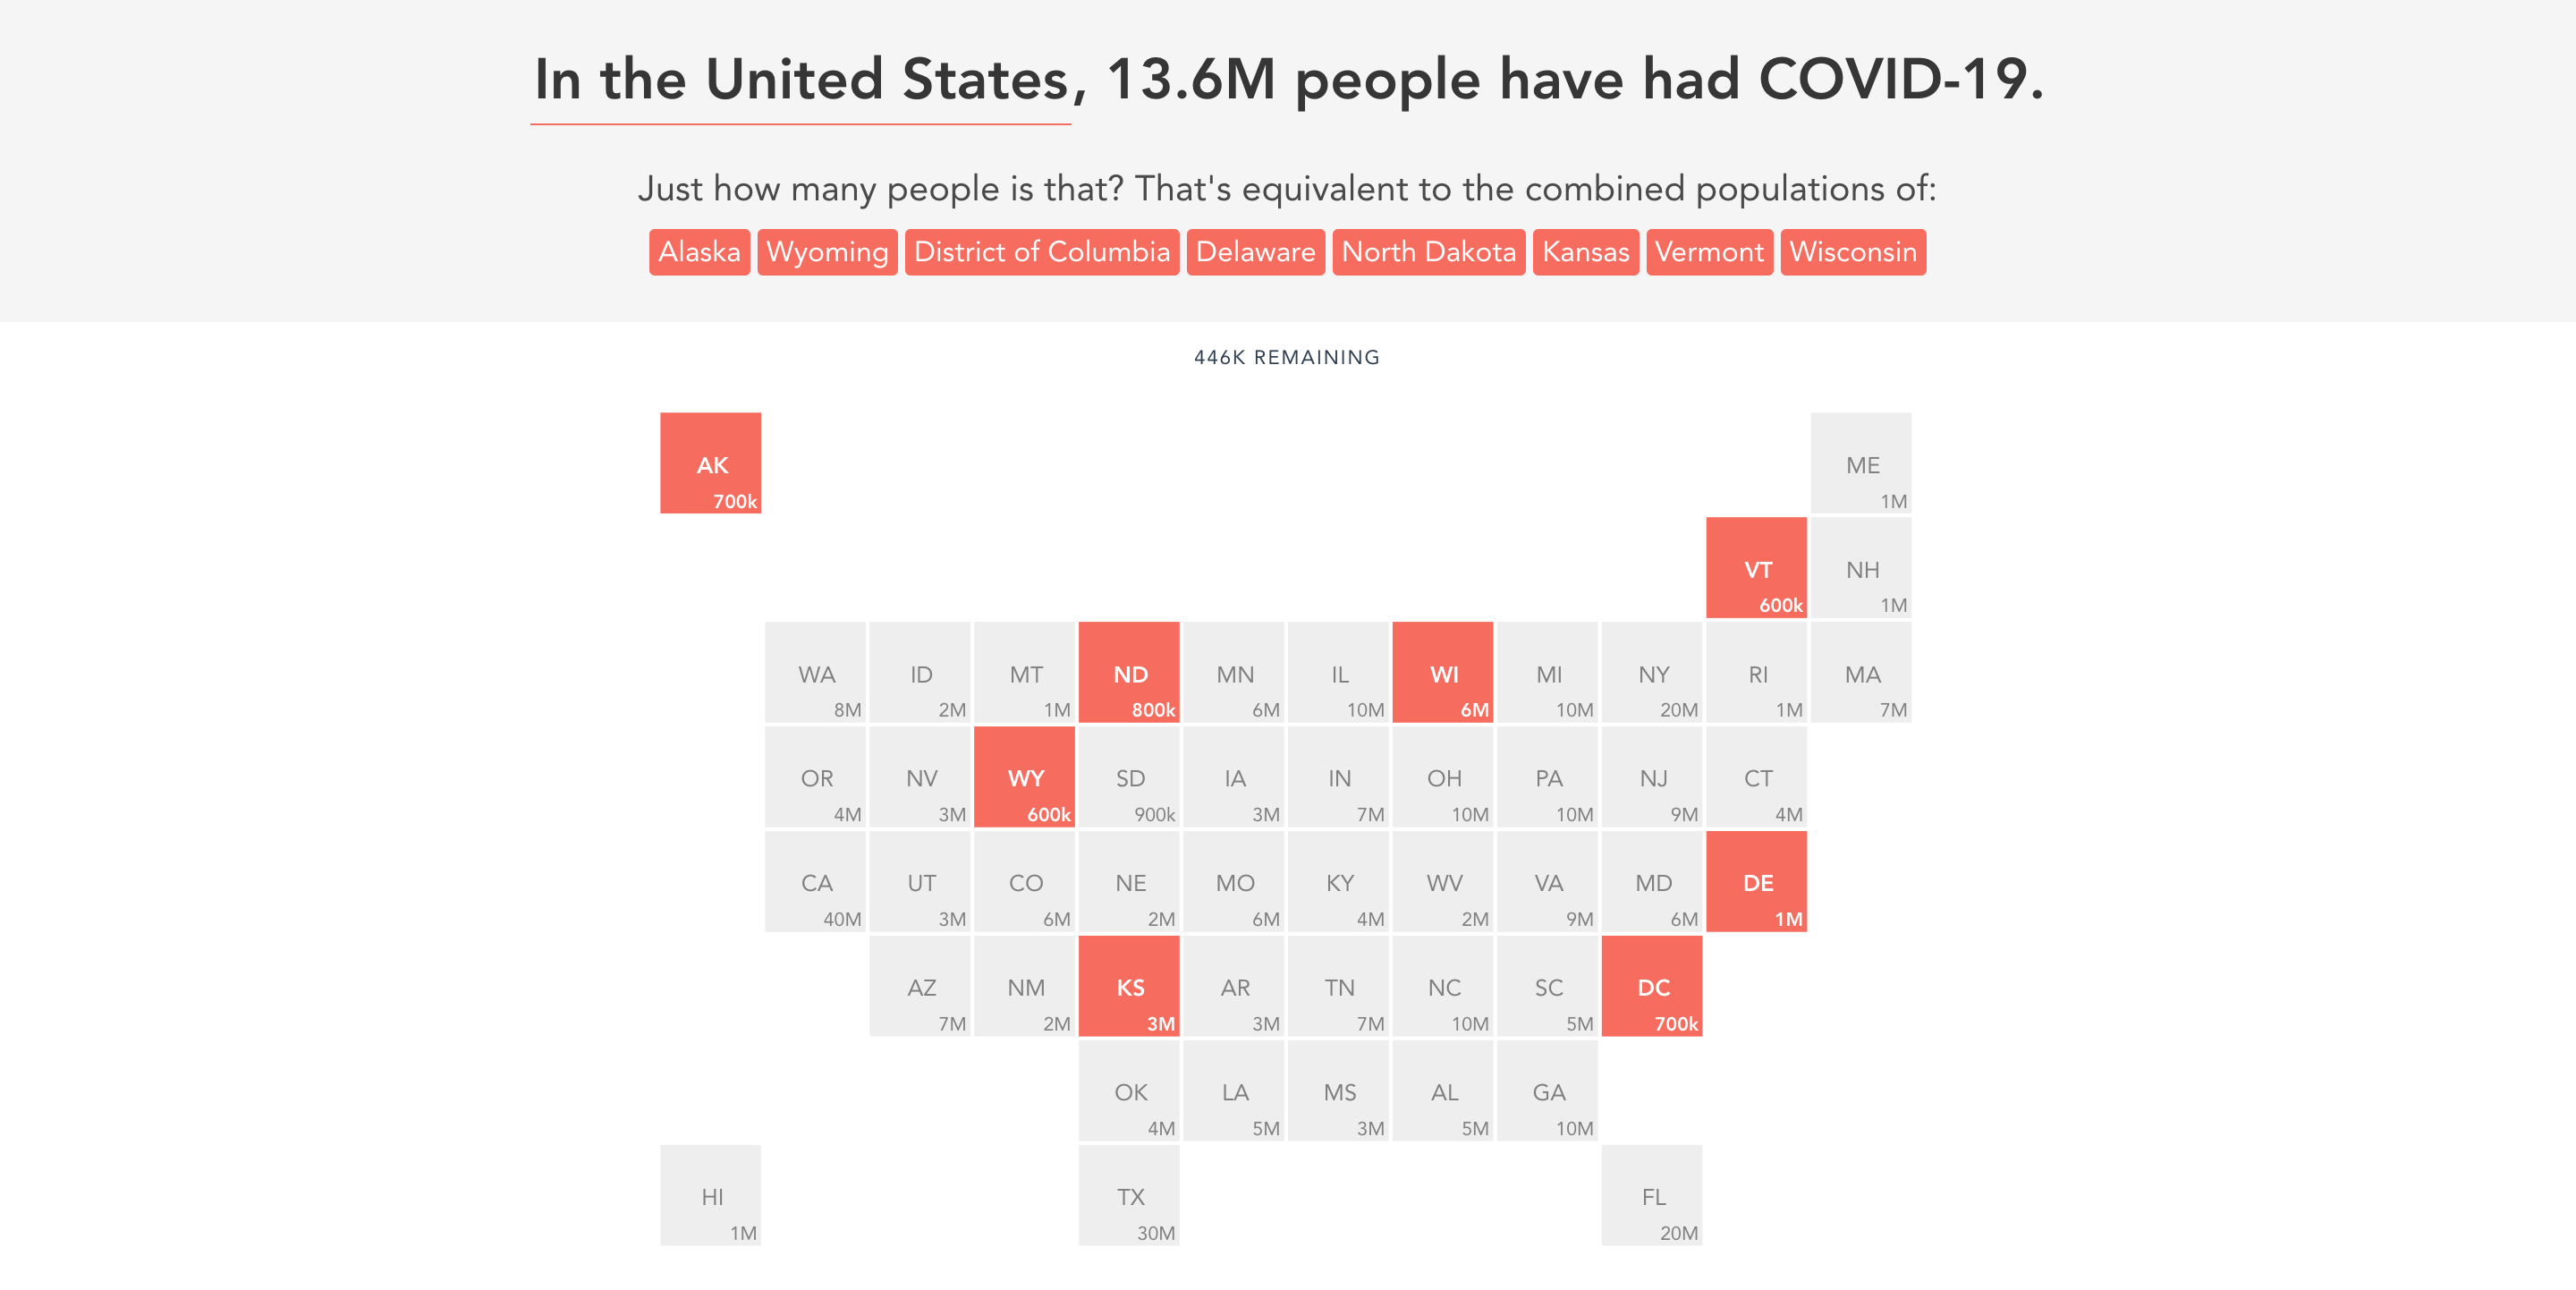 In the United States, 13.6M people have had COVID-19.
Just how many people is that? That's equivalent to the combined populations of:
Alaska Wyoming District of Columbia Delaware North Dakota Kansas Vermont Wisconsin
446K REMAINING
AK ME
700k 1M
VT NH
600k 1M
WA ID MT ND MN IL WI MI NY RI MA
8M 2M 1M 800k 6M 10M 6M 10M 20M 1M 7M
OR NV WY SD IA IN OH PA NJ CT
4M 3M 600k 900k 3M 7M 10M 10M 9M 4M
CA UT CO NE MO KY WV VA MD DE
40M 3M 6M 2M 6M 4M 2M 9M 6M 1M
AZ NM KS AR TN NC SC DC
7M 2M 3M 3M 7M 10M 5M 700k
OK LA MS AL GA
4M 5M 3M 5M 10M
HI TX FL
1M 30M 20M